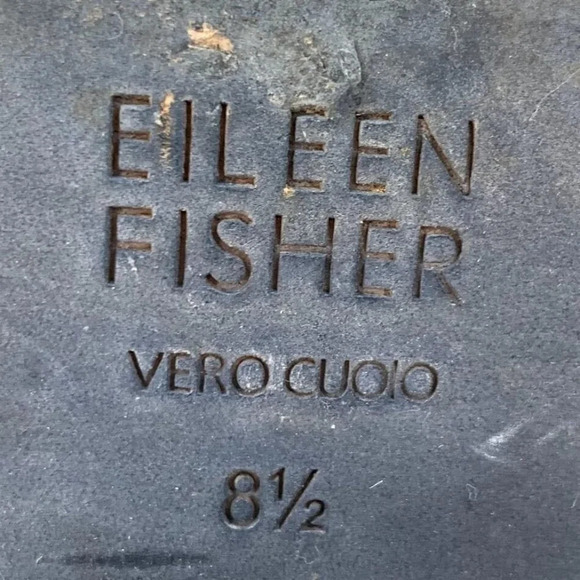 EILEEN
FISHER
VERO CUOIO
8½